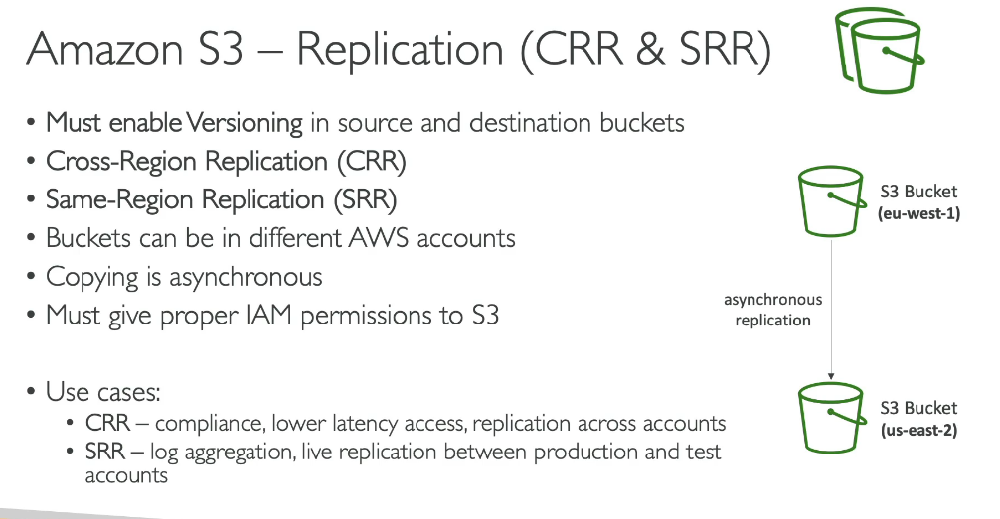 Amazon S3 – Replication (CRR & SRR)
• Must enable Versioning in source and destination buckets
• Cross-Region Replication (CRR)
• Same-Region Replication (SRR)
• Buckets can be in different AWS accounts
• Copying is asynchronous
• Must give proper IAM permissions to S3
• Use cases:
• CRR – compliance, lower latency access, replication across accounts
• SRR – log aggregation, live replication between production and test
accounts
S3 Bucket
(eu-west-1)
asynchronous
replication
S3 Bucket
(us-east-2)